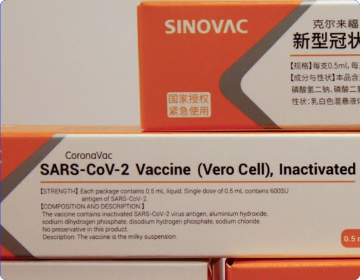 SINOVAC
克尔来福
新型冠状
【规格】每支0.5ml, 每
【成分与性状】本品含
磷酸氢二钠、磷酸二氢
性状：乳白色混悬液
国家授权
紧急使用
CoronaVac
SARS-CoV-2 Vaccine (Vero Cell), Inactivated
【STRENGTH】Each package contains 0.5 mL liquid. Single dose of 0.5 mL contains 600SU
antigen of SARS-CoV-2.
【COMPOSITION AND DESCRIPTION】
The vaccine contains inactivated SARS-CoV-2 virus antigen, aluminium hydroxide,
sodium dihydrogen phosphate, disodium hydrogen phosphate, sodium chloride.
No preservative in this product.
Description: The vaccine is the milky suspension.
0.5